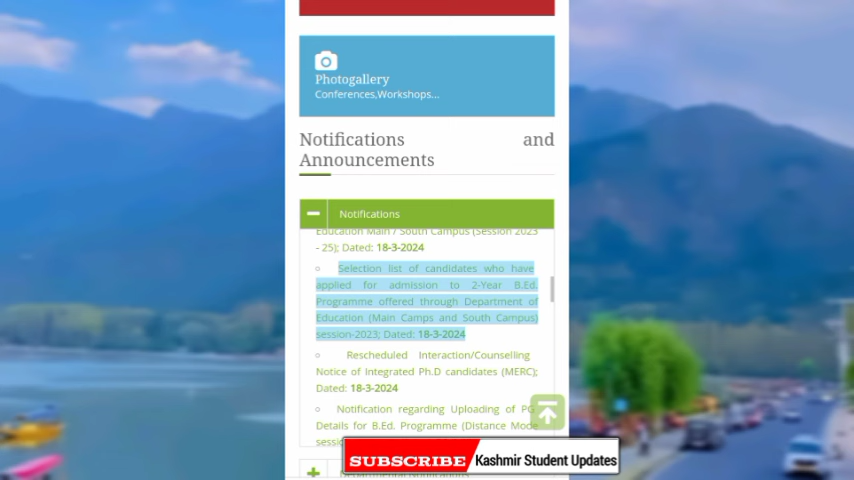 Photogallery
Conferences,Workshops...
Notifications and
Announcements
Notifications
Education Main / South Campus (Session 2023
- 25); Dated: 18-3-2024
Selection list of candidates who have
applied for admission to 2-Year B.Ed.
Programme offered through Department of
Education (Main Camps and South Campus)
session-2023; Dated: 18-3-2024
Rescheduled Interaction/Counselling
Notice of Integrated Ph.D candidates (MERC);
Dated: 18-3-2024
Notification regarding Uploading of PG
Details for B.Ed. Programme (Distance Mode
SUBSCRIBE Kashmir Student Updates